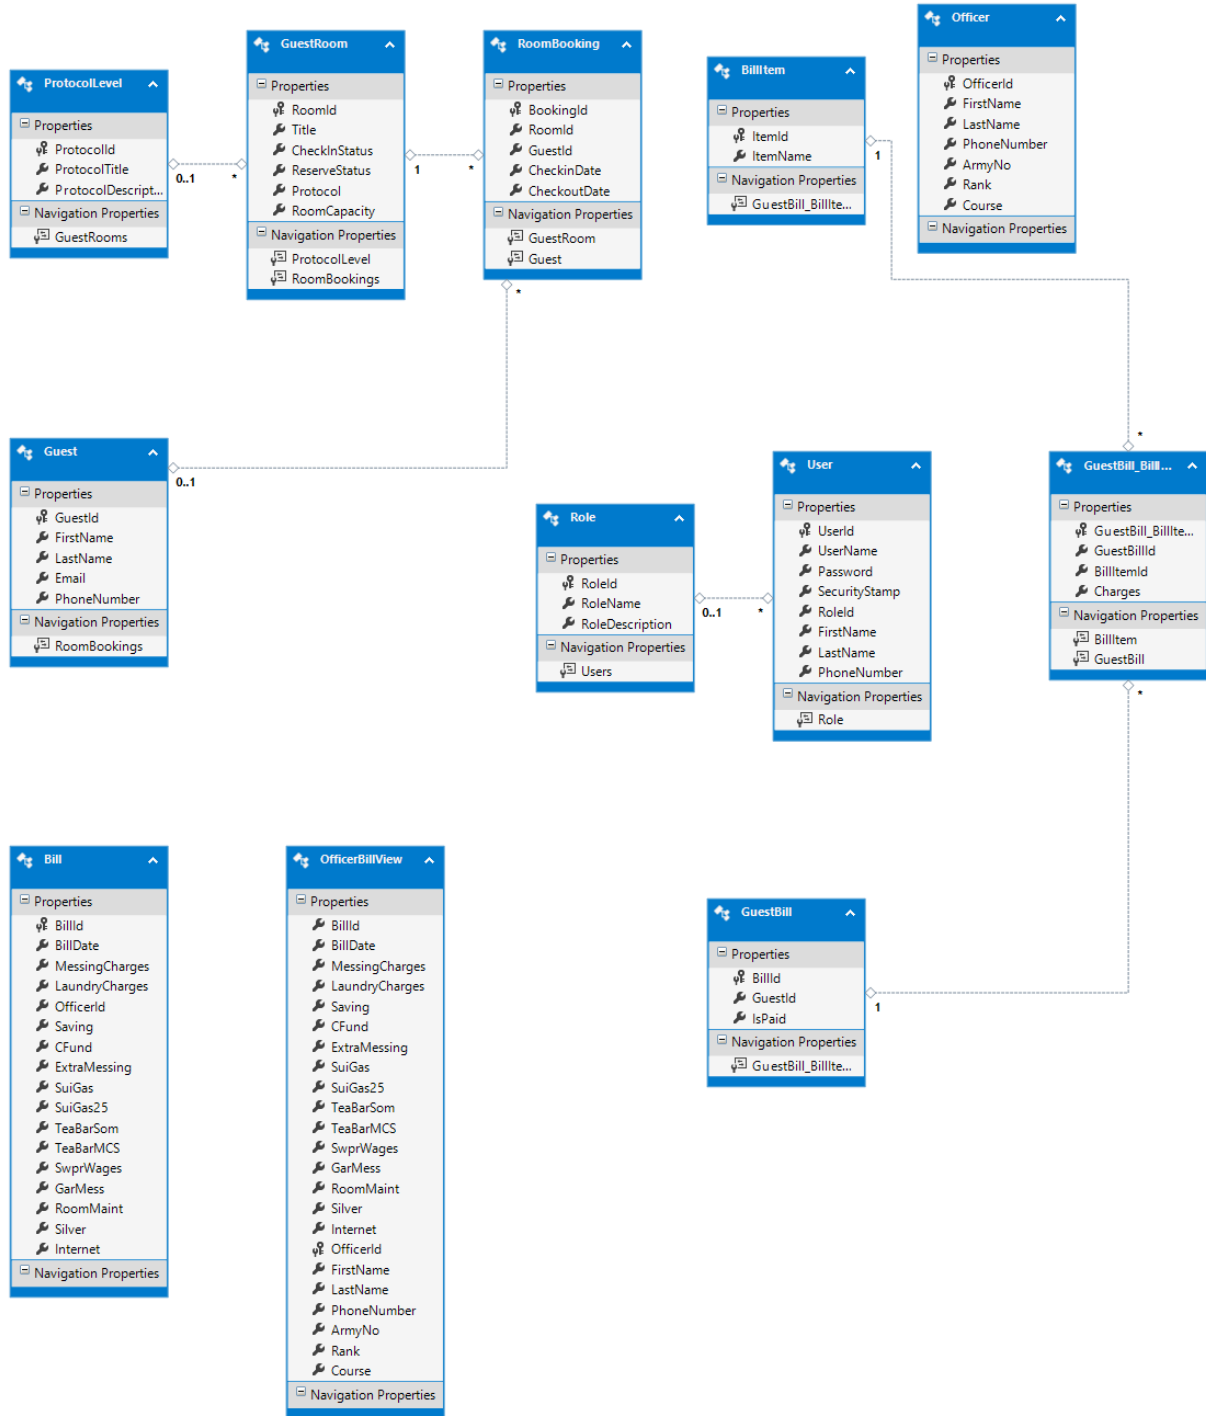 ProtocolLevel
Properties
ProtocolId
ProtocolTitle
ProtocolDescript...
Navigation Properties
GuestRooms
0..1
*
GuestRoom
Properties
RoomId
Title
CheckInStatus
ReserveStatus
Protocol
RoomCapacity
Navigation Properties
ProtocolLevel
RoomBookings
1
*
RoomBooking
Properties
BookingId
RoomId
GuestId
CheckinDate
CheckoutDate
Navigation Properties
GuestRoom
Guest
*
BillItem
Properties
ItemId
ItemName
Navigation Properties
GuestBill_BillIte...
1
Officer
Properties
OfficerId
FirstName
LastName
PhoneNumber
ArmyNo
Rank
Course
Navigation Properties
*
Guest
Properties
GuestId
FirstName
LastName
Email
PhoneNumber
Navigation Properties
RoomBookings
0..1
Role
Properties
RoleId
RoleName
RoleDescription
Navigation Properties
Users
0..1
*
User
Properties
UserId
UserName
Password
SecurityStamp
RoleId
FirstName
LastName
PhoneNumber
Navigation Properties
Role
GuestBill_BillI...
Properties
GuestBill_BillIte...
GuestBillId
BillItemId
Charges
Navigation Properties
BillItem
GuestBill
*
Bill
Properties
BillId
BillDate
MessingCharges
LaundryCharges
OfficerId
Saving
CFund
ExtraMessing
SuiGas
SuiGas25
TeaBarSom
TeaBarMCS
SwprWages
GarMess
RoomMaint
Silver
Internet
Navigation Properties
OfficerBillView
Properties
BillId
BillDate
MessingCharges
LaundryCharges
Saving
CFund
ExtraMessing
SuiGas
SuiGas25
TeaBarSom
TeaBarMCS
SwprWages
GarMess
RoomMaint
Silver
Internet
OfficerId
FirstName
LastName
PhoneNumber
ArmyNo
Rank
Course
Navigation Properties
GuestBill
Properties
BillId
GuestId
IsPaid
Navigation Properties
GuestBill_BillIte...
1